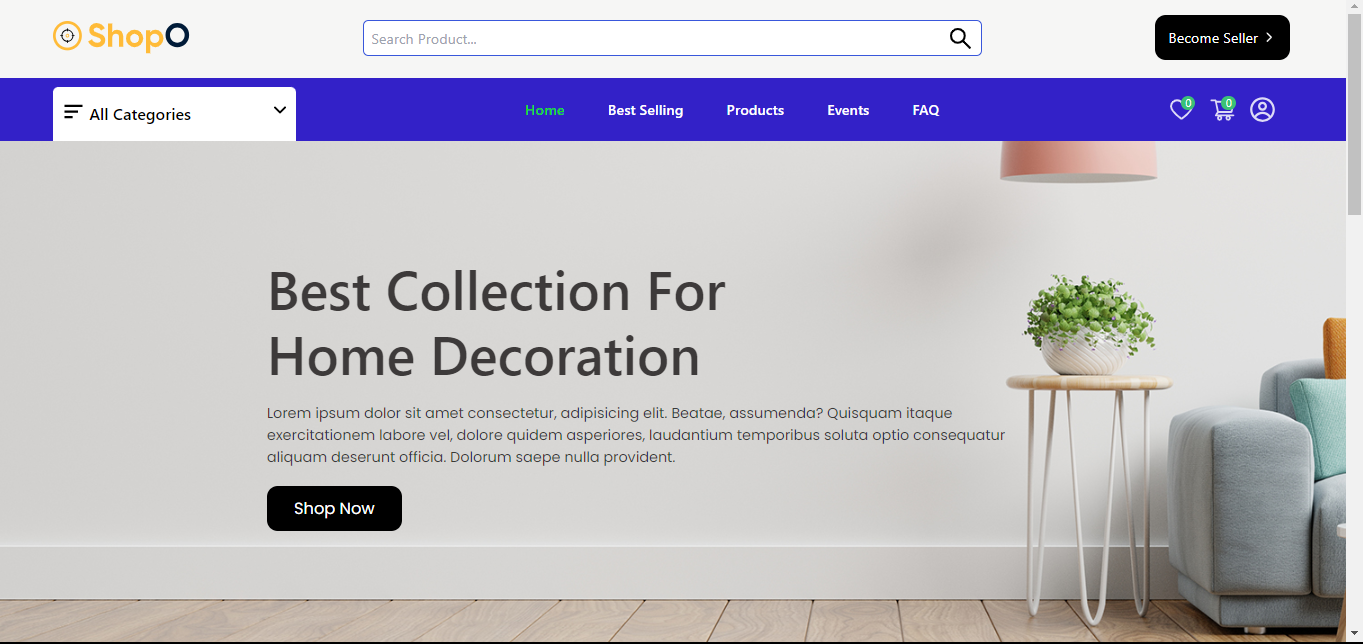 ShopO
Search Product...
Become Seller
All Categories
Home
Best Selling
Products
Events
FAQ
0
0
Best Collection For
Home Decoration
Lorem ipsum dolor sit amet consectetur, adipisicing elit. Beatae, assumenda? Quisquam itaque
exercitationem labore vel, dolore quidem asperiores, laudantium temporibus soluta optio consequatur
aliquam deserunt officia. Dolorum saepe nulla provident.
Shop Now